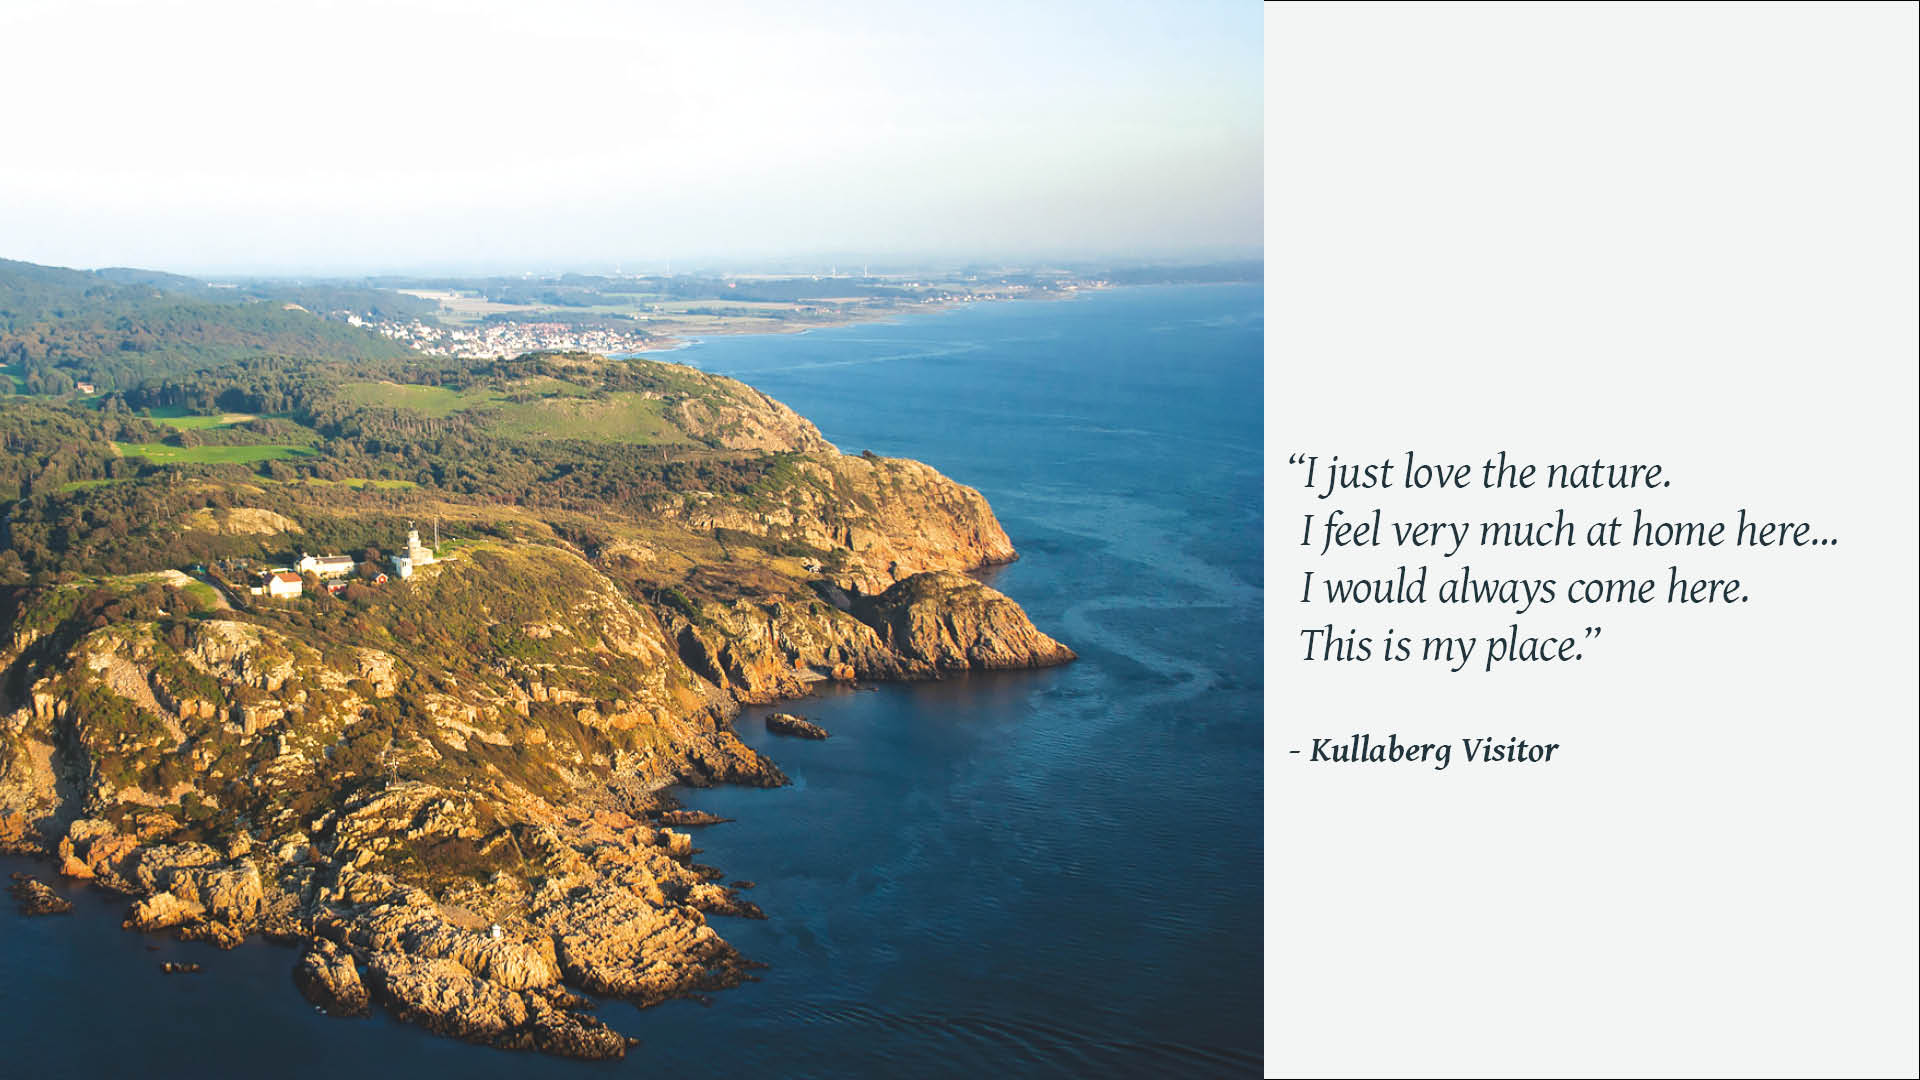 “I just love the nature.
I feel very much at home here...
I would always come here.
This is my place.”
- Kullaberg Visitor